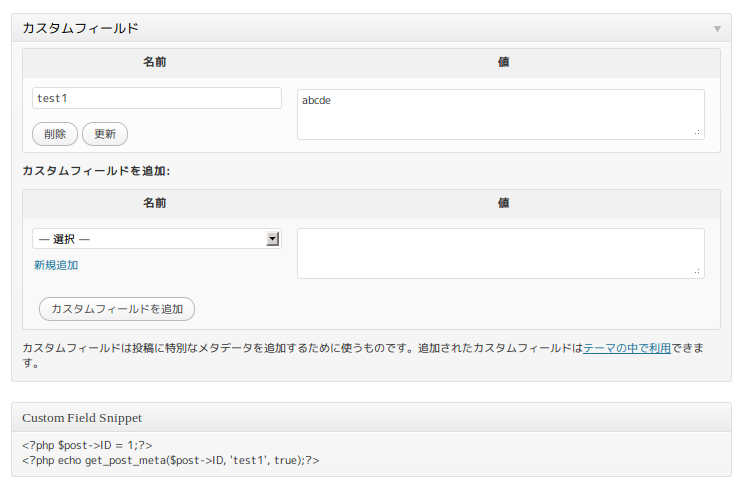 カスタムフィールド
名前 値
test1 abcde
削除 更新
カスタムフィールドを追加:
名前 値
— 選択 —
新規追加
カスタムフィールドを追加
カスタムフィールドは投稿に特別なメタデータを追加するために使うものです。追加されたカスタムフィールドはテーマの中で利用できま
す。
Custom Field Snippet
<?php $post->ID = 1;?>
<?php echo get_post_meta($post->ID, 'test1', true);?>